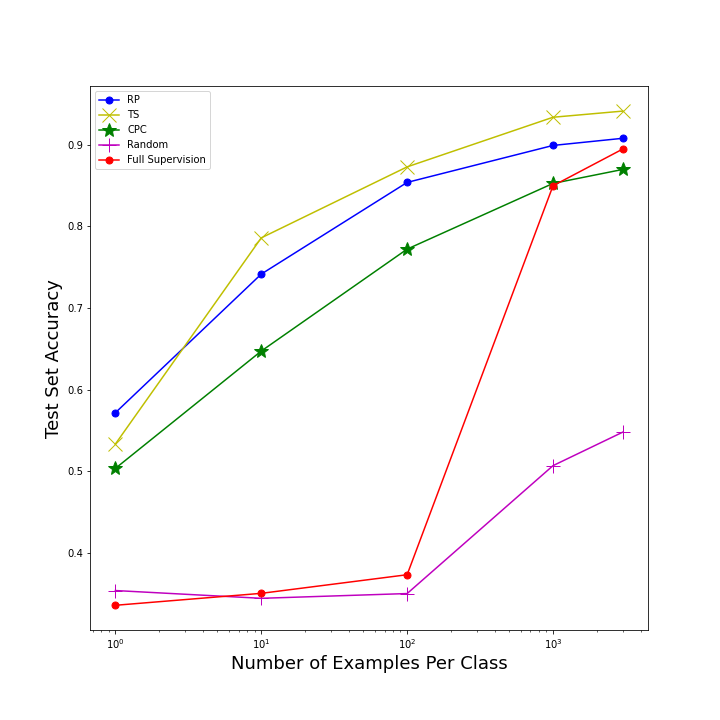 RP
TS
CPC
Random
Full Supervision
0.9
0.8
0.7
0.6
0.5
0.4
Test Set Accuracy
10⁰ 10¹ 10² 10³
Number of Examples Per Class